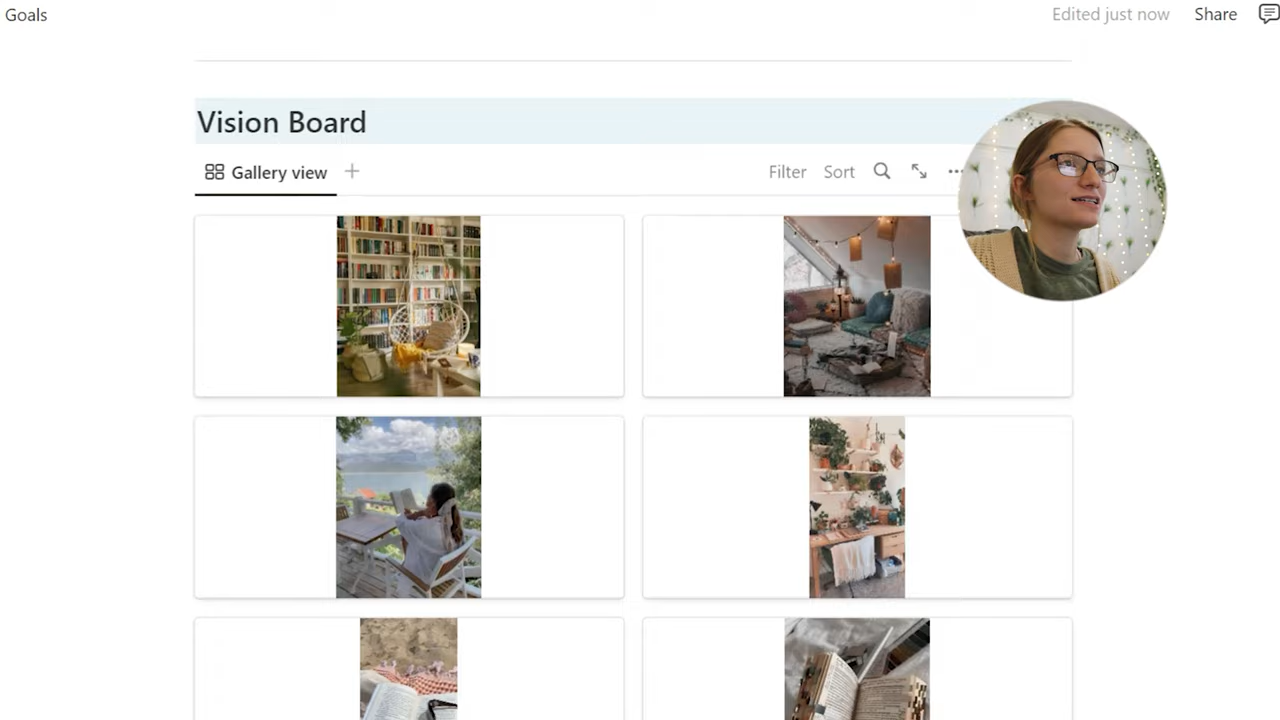 Goals
Edited just now
Share
Vision Board
Gallery view
Filter
Sort